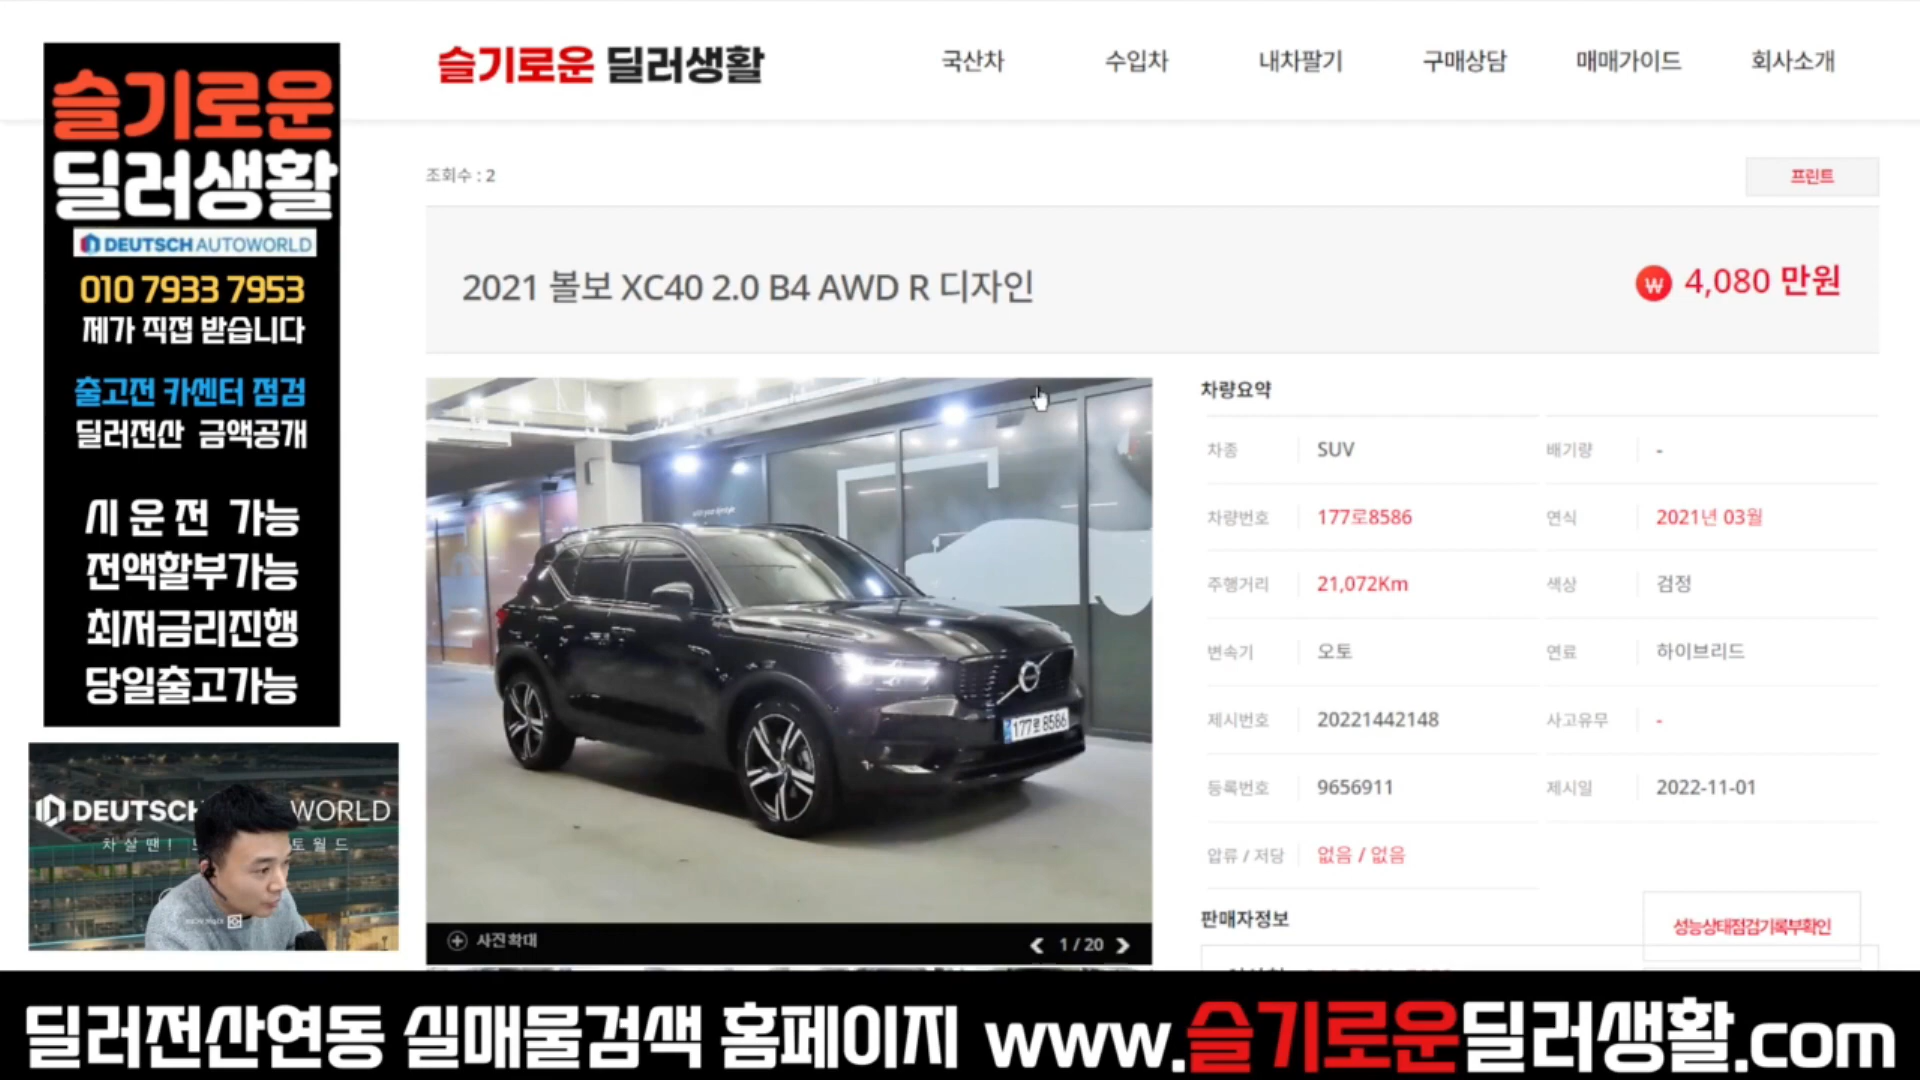 슬기로운
딜러생활
DEUTSCH AUTOWORLD
010 7933 7953
제가 직접 받습니다
출고전 카센터 점검
딜러전산 금액공개
시 운 전 가능
전액할부가능
최저금리진행
당일출고가능
슬기로운 딜러생활
국산차 수입차 내차팔기 구매상담 매매가이드 회사소개
조회수 : 2
프린트
2021 볼보 XC40 2.0 B4 AWD R 디자인
₩ 4,080 만원
177로 8586
사진확대
1 / 20
차량요약
차종 SUV 배기량 -
차량번호 177로8586 연식 2021년 03월
주행거리 21,072Km 색상 검정
변속기 오토 연료 하이브리드
제시번호 20221442148 사고유무 -
등록번호 9656911 제시일 2022-11-01
압류 / 저당 없음 / 없음
판매자정보
성능상태점검기록부확인
DEUTSCH WORLD
차 살 땐 ! 토 월 드
딜러전산연동 실매물검색 홈페이지 www.슬기로운딜러생활.com